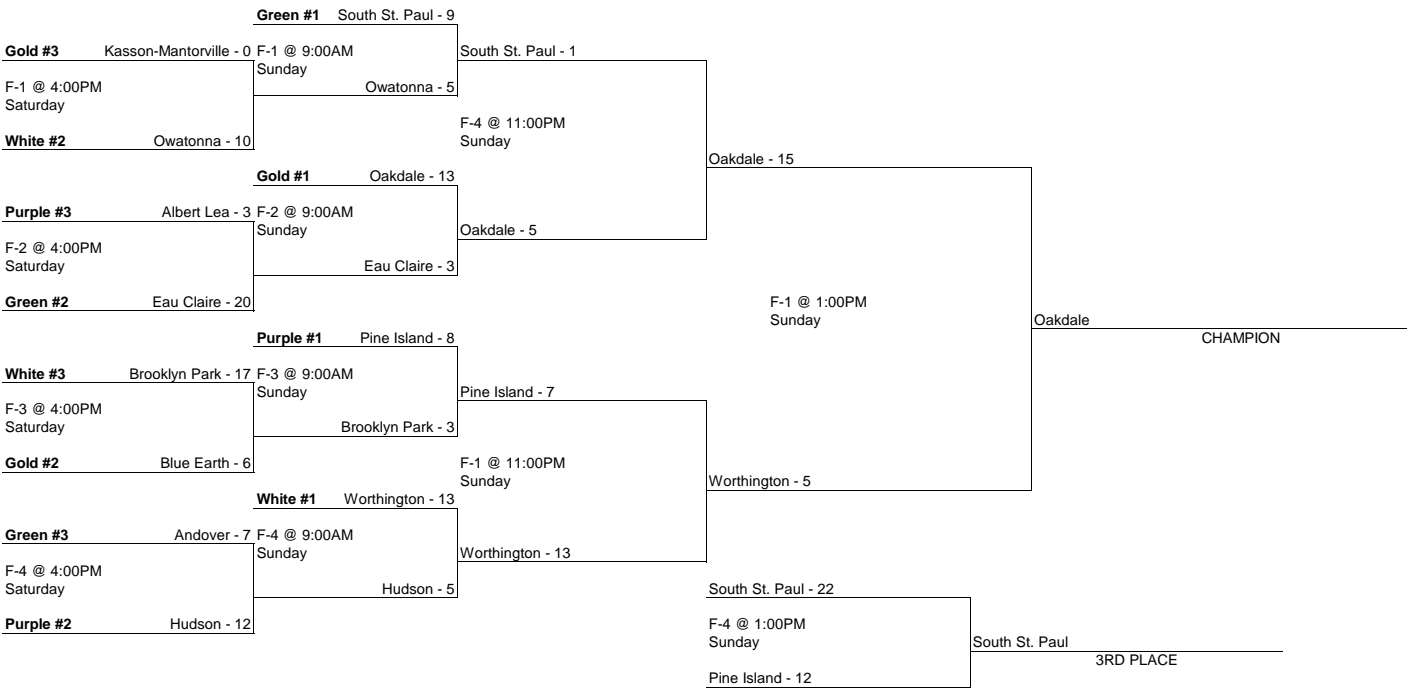 Green #1 South St. Paul - 9
Gold #3 Kasson-Mantorville - 0 F-1 @ 9:00AM South St. Paul - 1
Sunday
F-1 @ 4:00PM Owatonna - 5
Saturday
F-4 @ 11:00PM
White #2 Owatonna - 10 Sunday
Oakdale - 15
Gold #1 Oakdale - 13
Purple #3 Albert Lea - 3 F-2 @ 9:00AM
Sunday Oakdale - 5
F-2 @ 4:00PM
Saturday Eau Claire - 3
Green #2 Eau Claire - 20 F-1 @ 1:00PM
Sunday Oakdale
Purple #1 Pine Island - 8 CHAMPION
White #3 Brooklyn Park - 17 F-3 @ 9:00AM
Sunday Pine Island - 7
F-3 @ 4:00PM
Saturday Brooklyn Park - 3
Gold #2 Blue Earth - 6 F-1 @ 11:00PM
Sunday Worthington - 5
White #1 Worthington - 13
Green #3 Andover - 7 F-4 @ 9:00AM
Sunday Worthington - 13
F-4 @ 4:00PM
Saturday Hudson - 5 South St. Paul - 22
Purple #2 Hudson - 12 F-4 @ 1:00PM
Sunday South St. Paul
3RD PLACE
Pine Island - 12